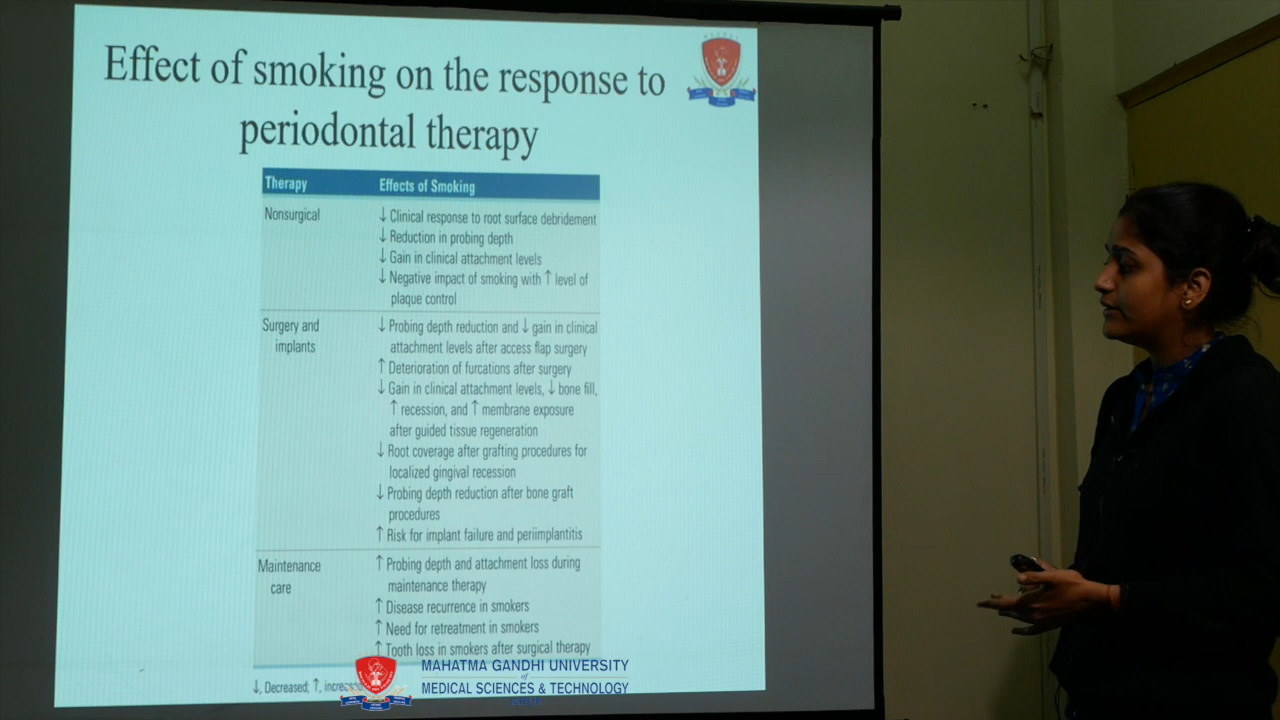 Effect of smoking on the response to
periodontal therapy
Therapy Effects of Smoking
Nonsurgical ↓ Clinical response to root surface debridement
↓ Reduction in probing depth
↓ Gain in clinical attachment levels
↓ Negative impact of smoking with ↑ level of
plaque control
Surgery and ↓ Probing depth reduction and ↓ gain in clinical
implants attachment levels after access flap surgery
↑ Deterioration of furcations after surgery
↓ Gain in clinical attachment levels, ↓ bone fill,
↑ recession, and ↑ membrane exposure
after guided tissue regeneration
↓ Root coverage after grafting procedures for
localized gingival recession
↓ Probing depth reduction after bone graft
procedures
↑ Risk for implant failure and periimplantitis
Maintenance ↑ Probing depth and attachment loss during
care maintenance therapy
↑ Disease recurrence in smokers
↑ Need for retreatment in smokers
↑ Tooth loss in smokers after surgical therapy
↓, Decreased; ↑,
MAHATMA GANDHI UNIVERSITY
of
MEDICAL SCIENCES & TECHNOLOGY